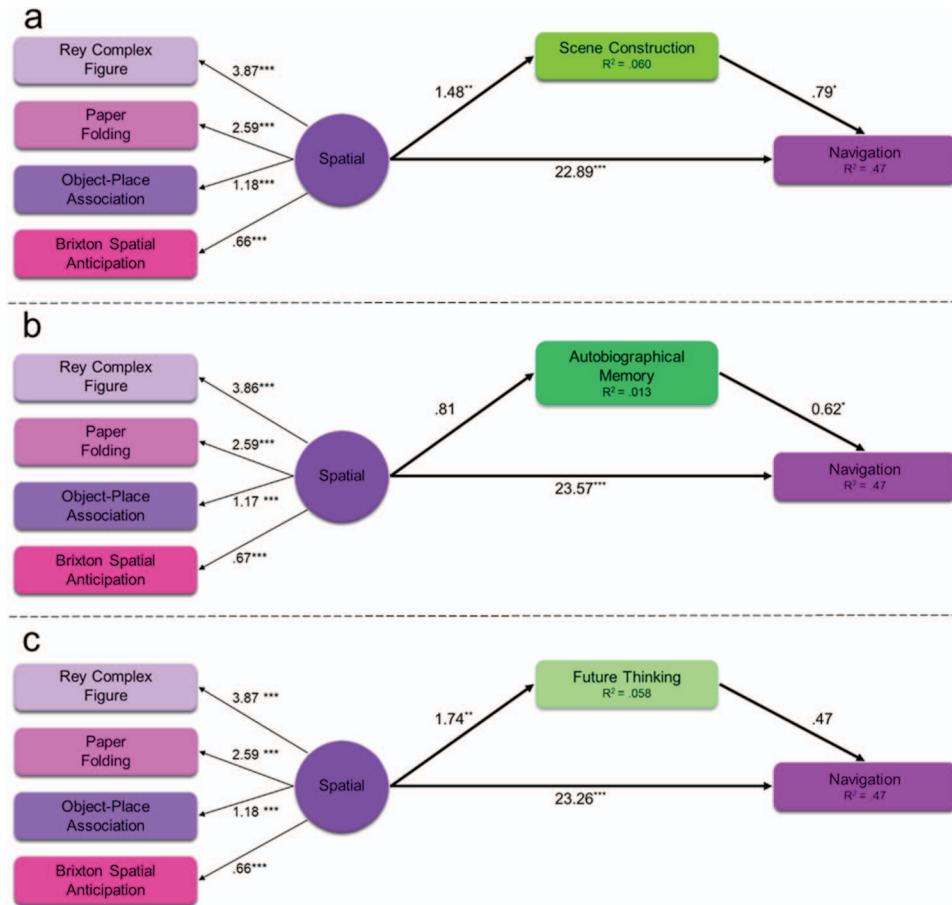 a
Rey Complex
Figure
Paper
Folding
Object-Place
Association
Brixton Spatial
Anticipation
3.87***
2.59***
1.18***
.66***
Spatial
1.48**
Scene Construction
R² = .060
.79*
22.89***
Navigation
R² = .47
b
Rey Complex
Figure
Paper
Folding
Object-Place
Association
Brixton Spatial
Anticipation
3.86***
2.59***
1.17 ***
.67***
Spatial
.81
Autobiographical
Memory
R² = .013
0.62*
23.57***
Navigation
R² = .47
c
Rey Complex
Figure
Paper
Folding
Object-Place
Association
Brixton Spatial
Anticipation
3.87 ***
2.59 ***
1.18 ***
.66***
Spatial
1.74**
Future Thinking
R² = .058
.47
23.26***
Navigation
R² = .47